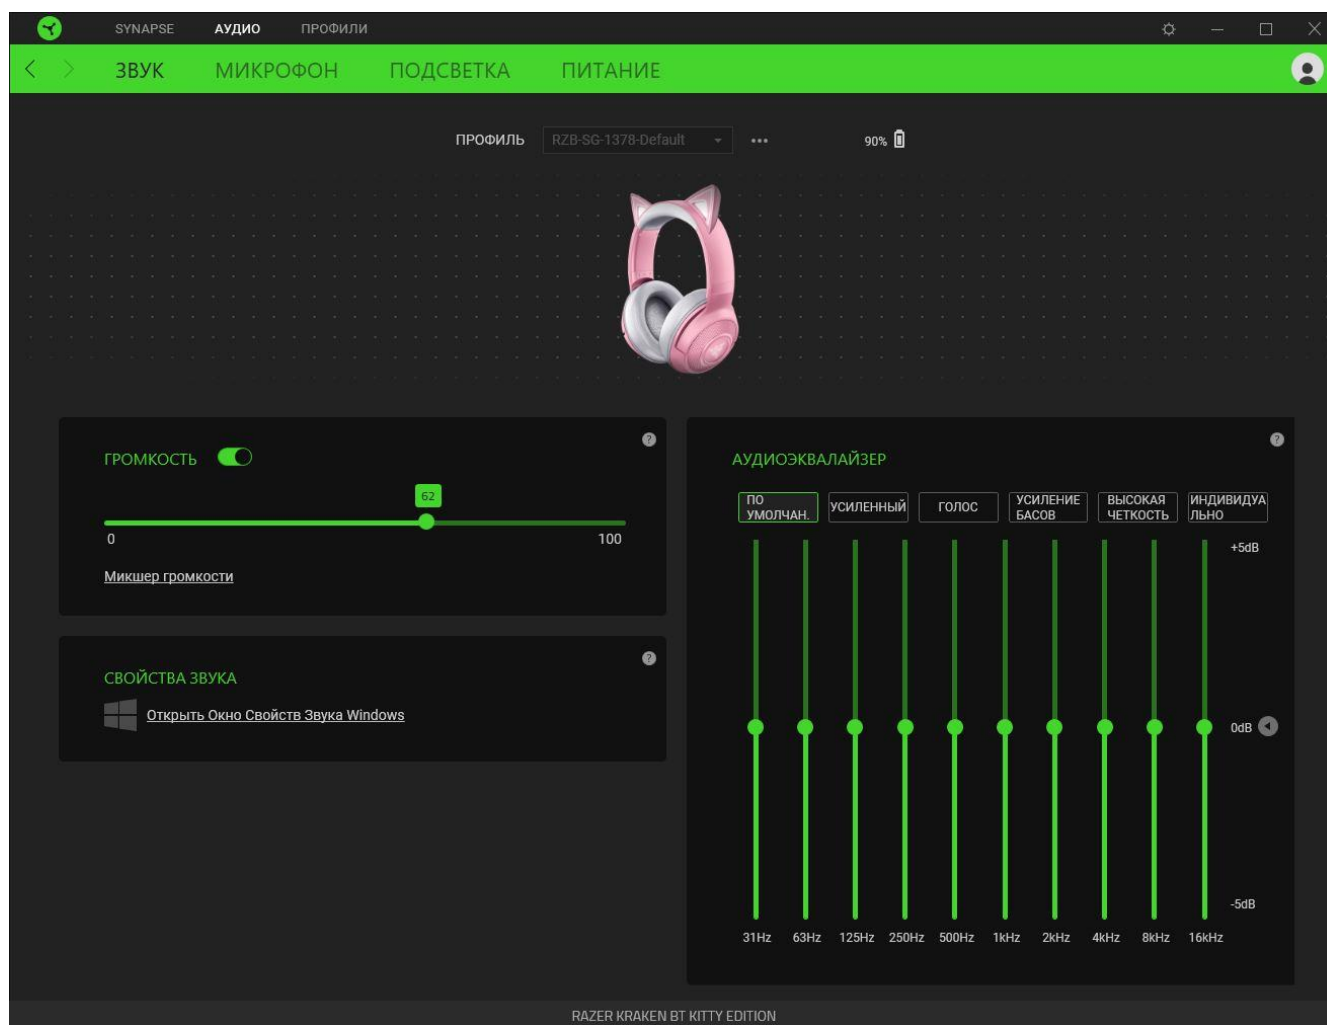 SYNAPSE АУДИО ПРОФИЛИ
ЗВУК МИКРОФОН ПОДСВЕТКА ПИТАНИЕ
ПРОФИЛЬ RZB-SG-1378-Default 90%
ГРОМКОСТЬ
62
0 100
Микшер громкости
СВОЙСТВА ЗВУКА
Открыть Окно Свойств Звука Windows
АУДИОЭКВАЛАЙЗЕР
ПО
УМОЛЧАН.
УСИЛЕННЫЙ
ГОЛОС
УСИЛЕНИЕ
БАСОВ
ВЫСОКАЯ
ЧЕТКОСТЬ
ИНДИВИДУА
ЛЬНО
+5dB
0dB
-5dB
31Hz 63Hz 125Hz 250Hz 500Hz 1kHz 2kHz 4kHz 8kHz 16kHz
RAZER KRAKEN BT KITTY EDITION